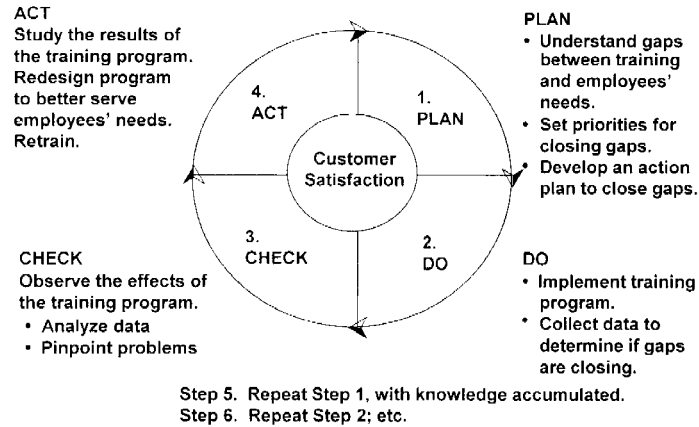 ACT
Study the results of
the training program.
Redesign program
to better serve
employees' needs.
Retrain.
PLAN
• Understand gaps
between training
and employees'
needs.
• Set priorities for
closing gaps.
• Develop an action
plan to close gaps.
4.
ACT
1.
PLAN
Customer
Satisfaction
3.
CHECK
2.
DO
CHECK
Observe the effects of
the training program.
• Analyze data
• Pinpoint problems
DO
• Implement training
program.
• Collect data to
determine if gaps
are closing.
Step 5. Repeat Step 1, with knowledge accumulated.
Step 6. Repeat Step 2; etc.